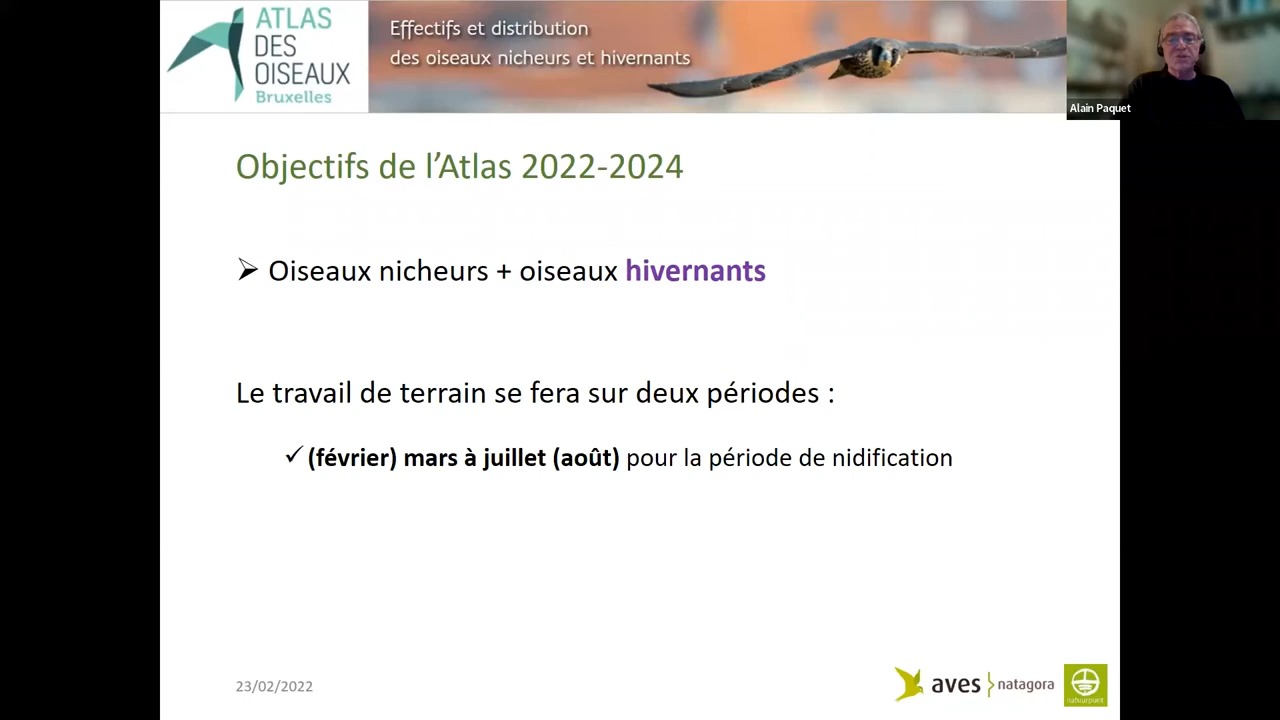 ATLAS
DES
OISEAUX
Bruxelles
Effectifs et distribution
des oiseaux nicheurs et hivernants
Alain Paquet
Objectifs de l'Atlas 2022-2024
Oiseaux nicheurs + oiseaux hivernants
Le travail de terrain se fera sur deux périodes :
(février) mars à juillet (août) pour la période de nidification
23/02/2022
aves natagora
natuurpunt